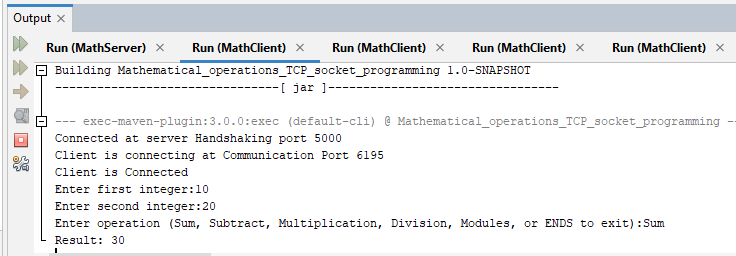 Output ×
Run (MathServer) × Run (MathClient) × Run (MathClient) × Run (MathClient) × Run (MathClient) ×
Building Mathematical_operations_TCP_socket_programming 1.0-SNAPSHOT
--------------------------------[ jar ]---------------------------------
--- exec-maven-plugin:3.0.0:exec (default-cli) @ Mathematical_operations_TCP_socket_programming --
Connected at server Handshaking port 5000
Client is connecting at Communication Port 6195
Client is Connected
Enter first integer:10
Enter second integer:20
Enter operation (Sum, Subtract, Multiplication, Division, Modules, or ENDS to exit):Sum
Result: 30